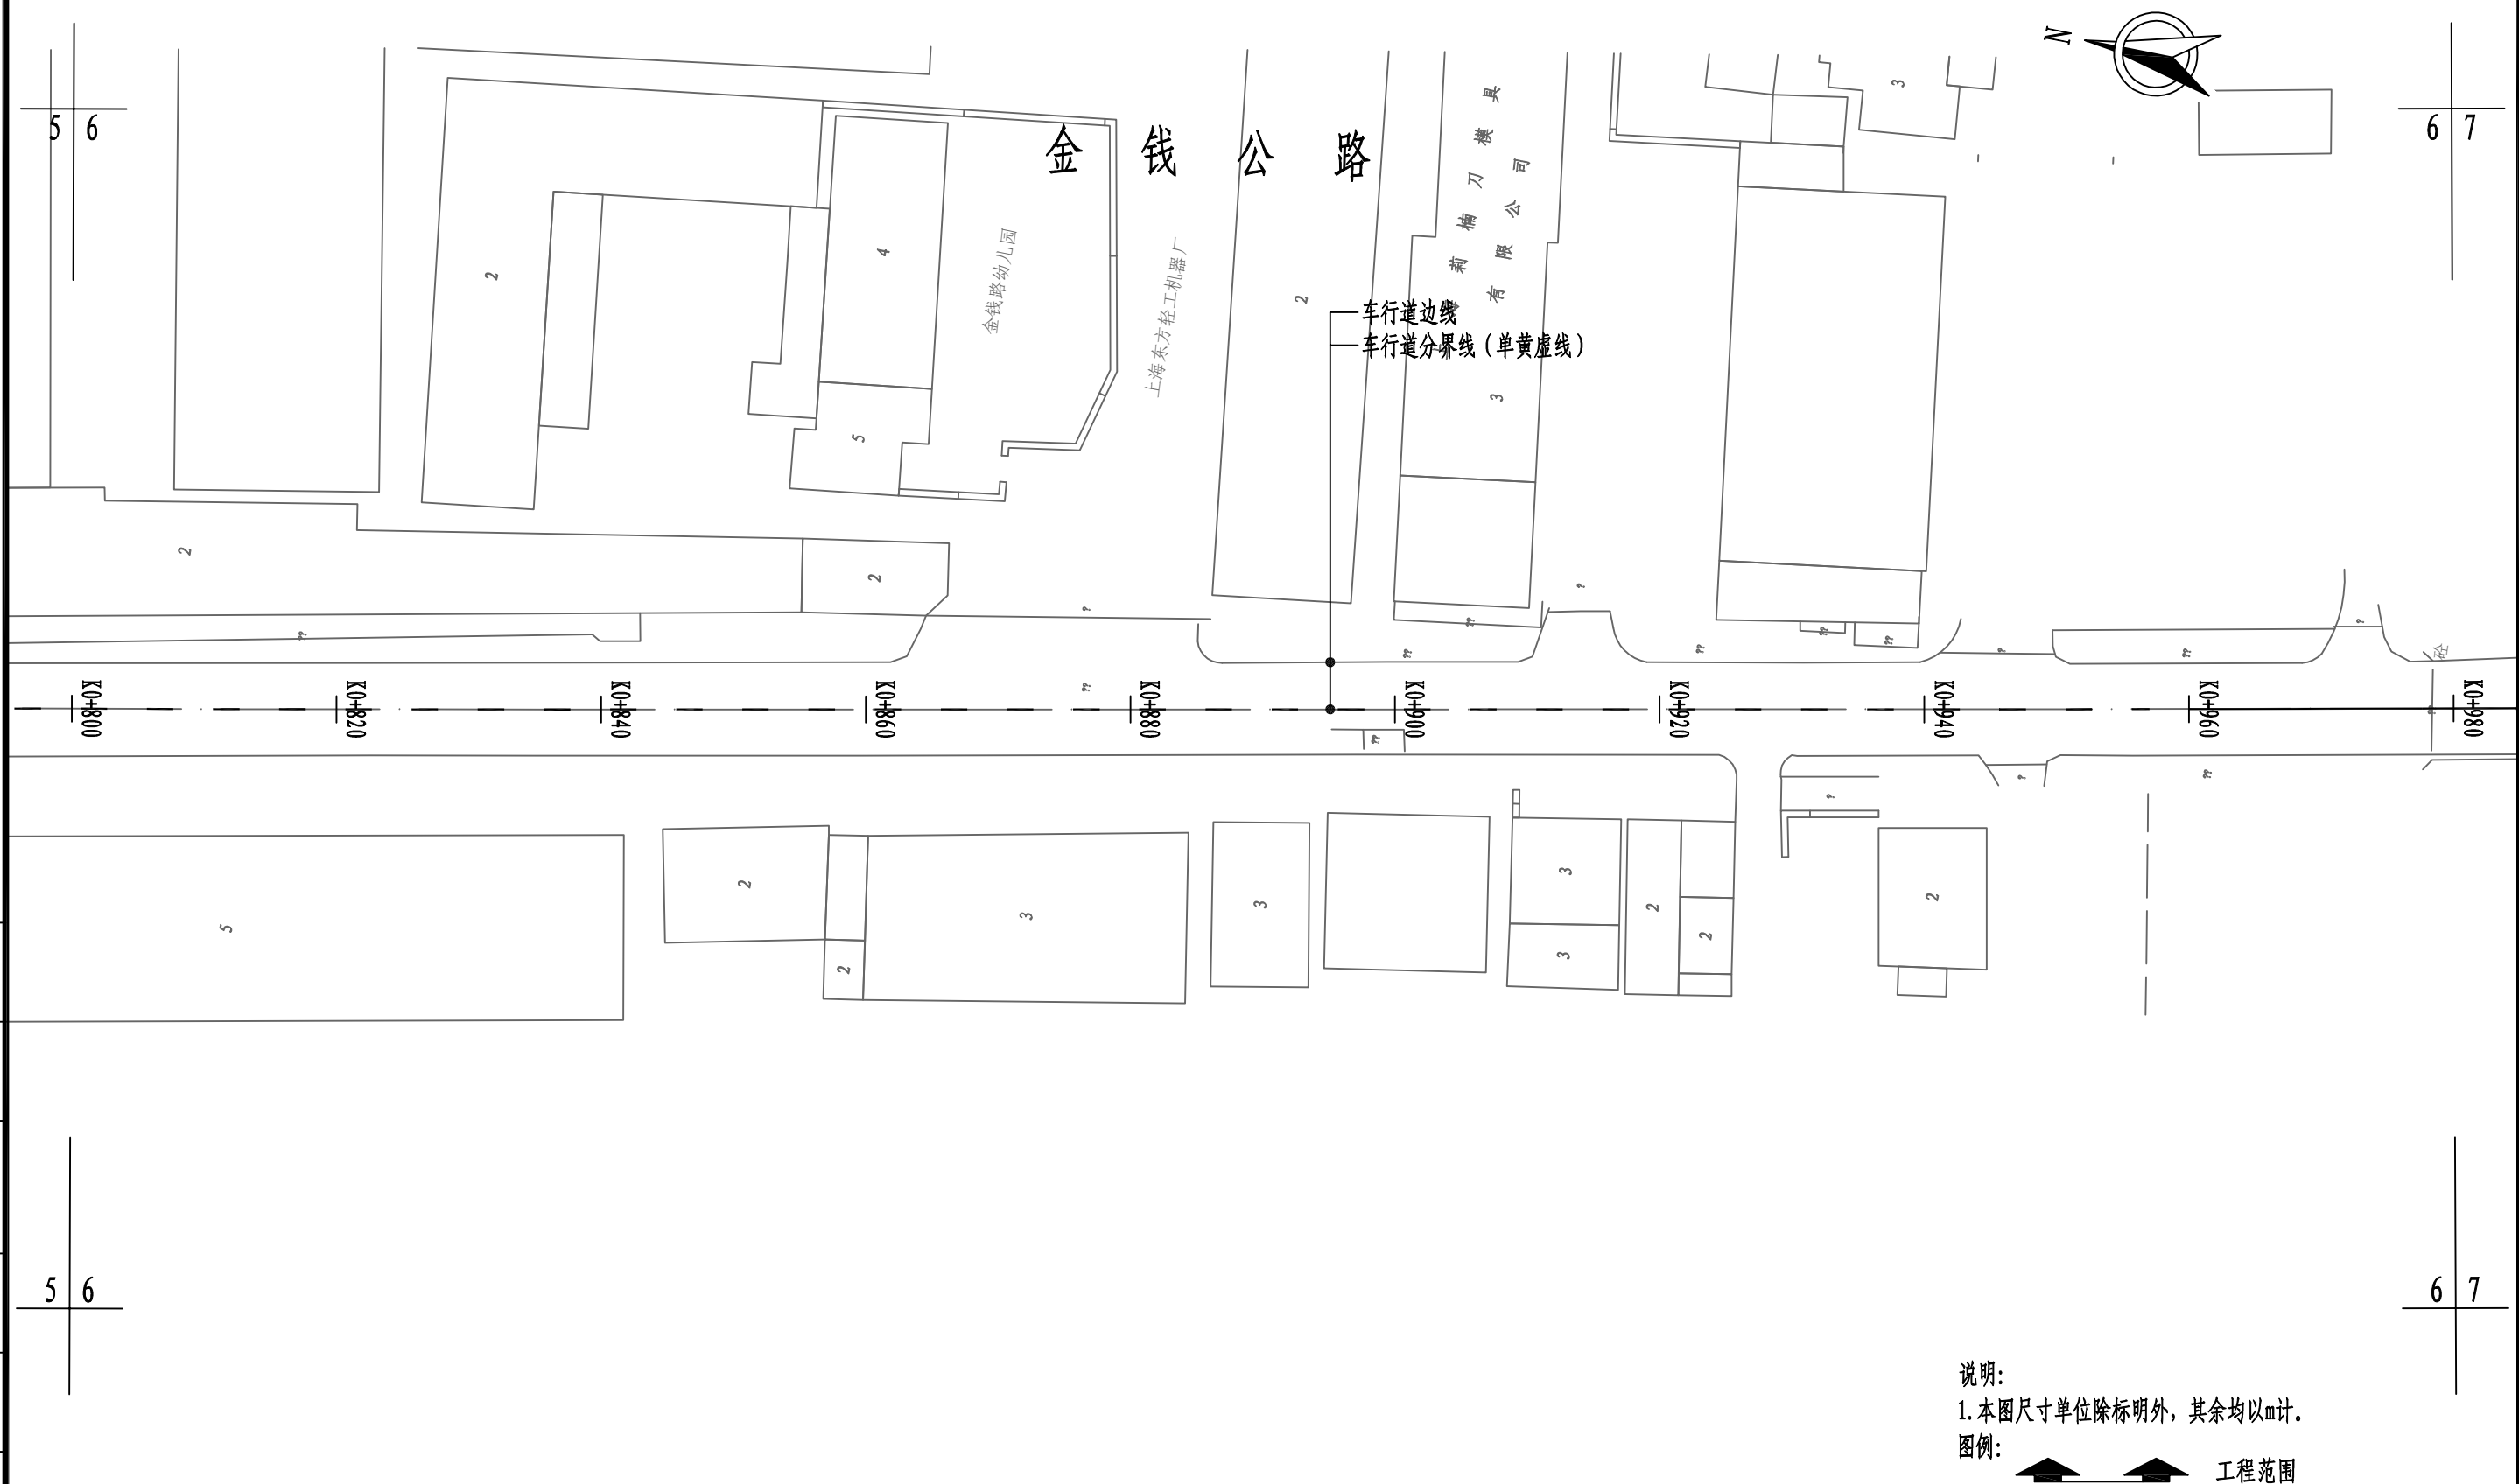 5 6
6 7
N
金钱公路
金钱路幼儿园
上海东方轻工机器厂
莉楠刀模具
有限公司
车行道边线
车行道分界线（单黄虚线）
2
4
5
2
3
3
2
2
?
?
??
??
??
??
??
??
?
??
?
砼
K0+800
K0+820
K0+840
K0+860
K0+880
K0+900
K0+920
K0+940
K0+960
K0+980
??
??
??
?
??
?
5
2
2
3
3
3
3
2
2
2
5 6
6 7
说明:
1.本图尺寸单位除标明外，其余均以m计。
图例:
工程范围